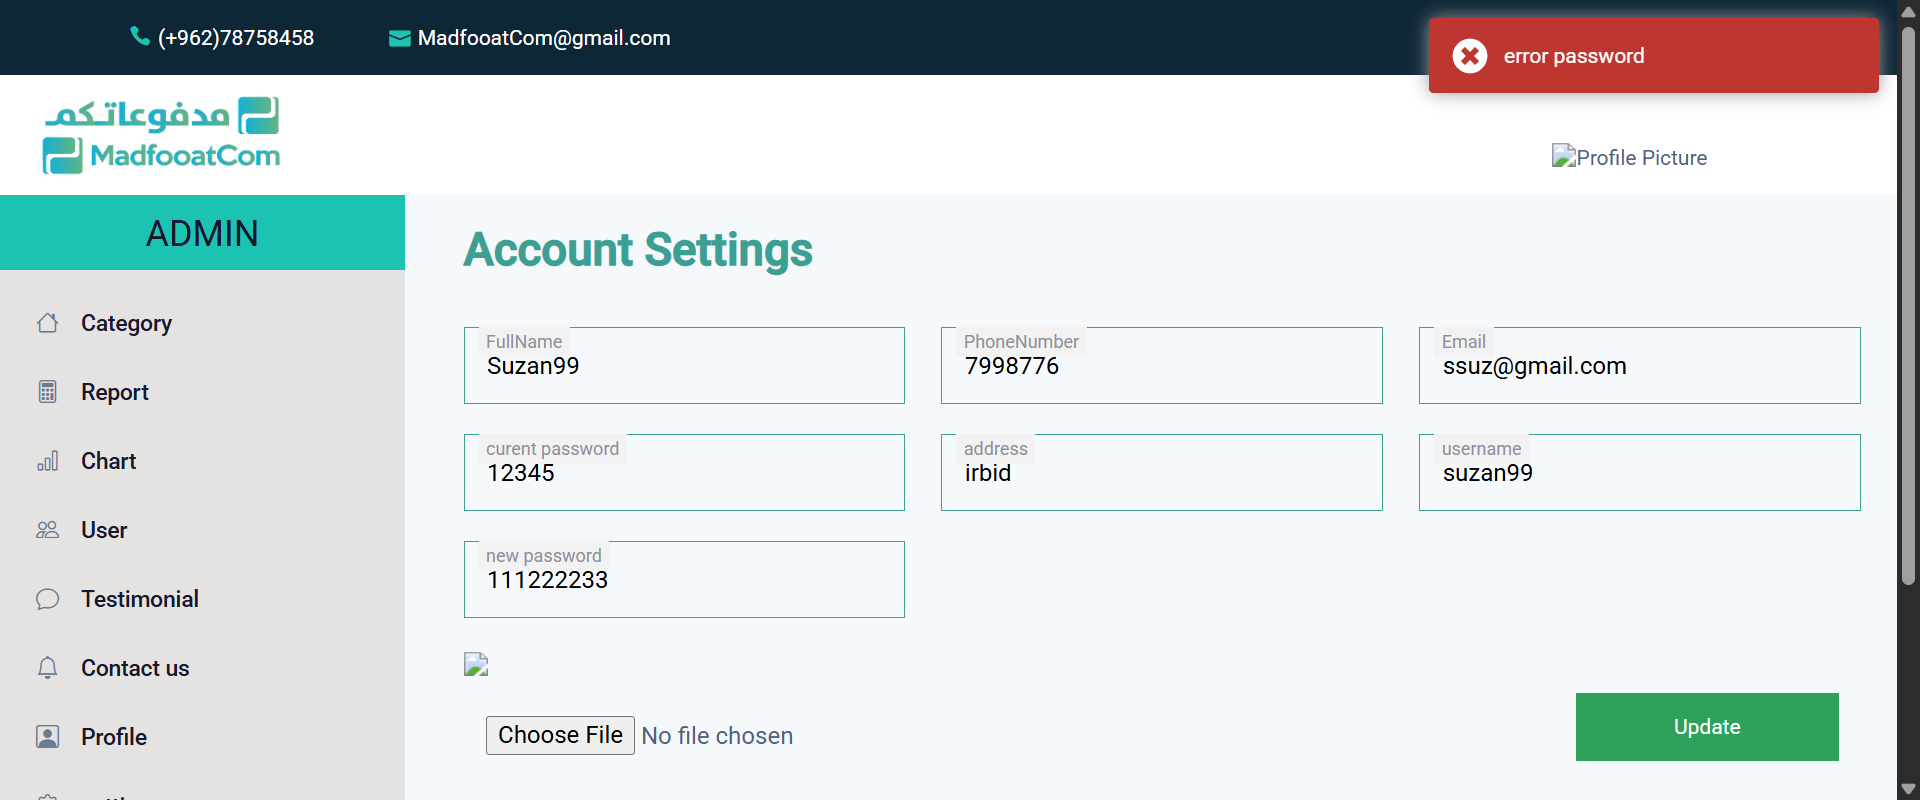 (+962)78758458
MadfooatCom@gmail.com
error password
مدفوعاتكم
MadfooatCom
Profile Picture
ADMIN
Category
Report
Chart
User
Testimonial
Contact us
Profile
Account Settings
FullName
Suzan99
PhoneNumber
7998776
Email
ssuz@gmail.com
curent password
12345
address
irbid
username
suzan99
new password
111222233
Choose File No file chosen
Update